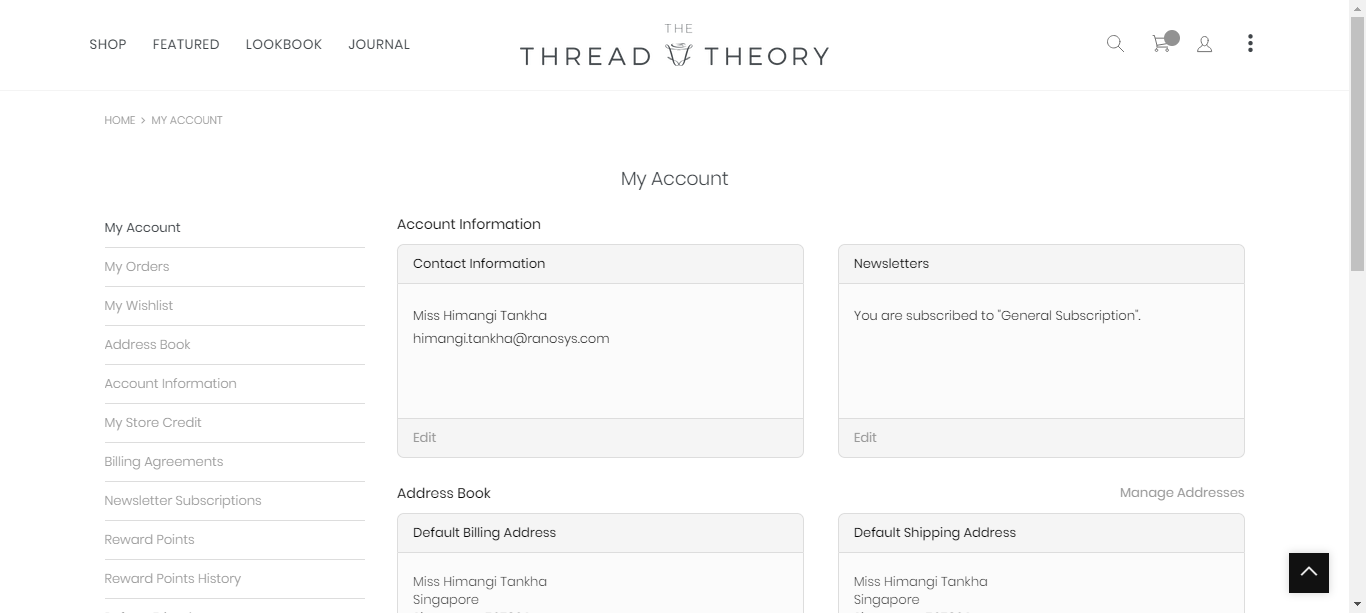 SHOP FEATURED LOOKBOOK JOURNAL
THE
THREAD THEORY
HOME > MY ACCOUNT
My Account
My Account
My Orders
My Wishlist
Address Book
Account Information
My Store Credit
Billing Agreements
Newsletter Subscriptions
Reward Points
Reward Points History
Account Information
Contact Information
Miss Himangi Tankha
himangi.tankha@ranosys.com
Edit
Newsletters
You are subscribed to "General Subscription".
Edit
Address Book
Manage Addresses
Default Billing Address
Miss Himangi Tankha
Singapore
Default Shipping Address
Miss Himangi Tankha
Singapore